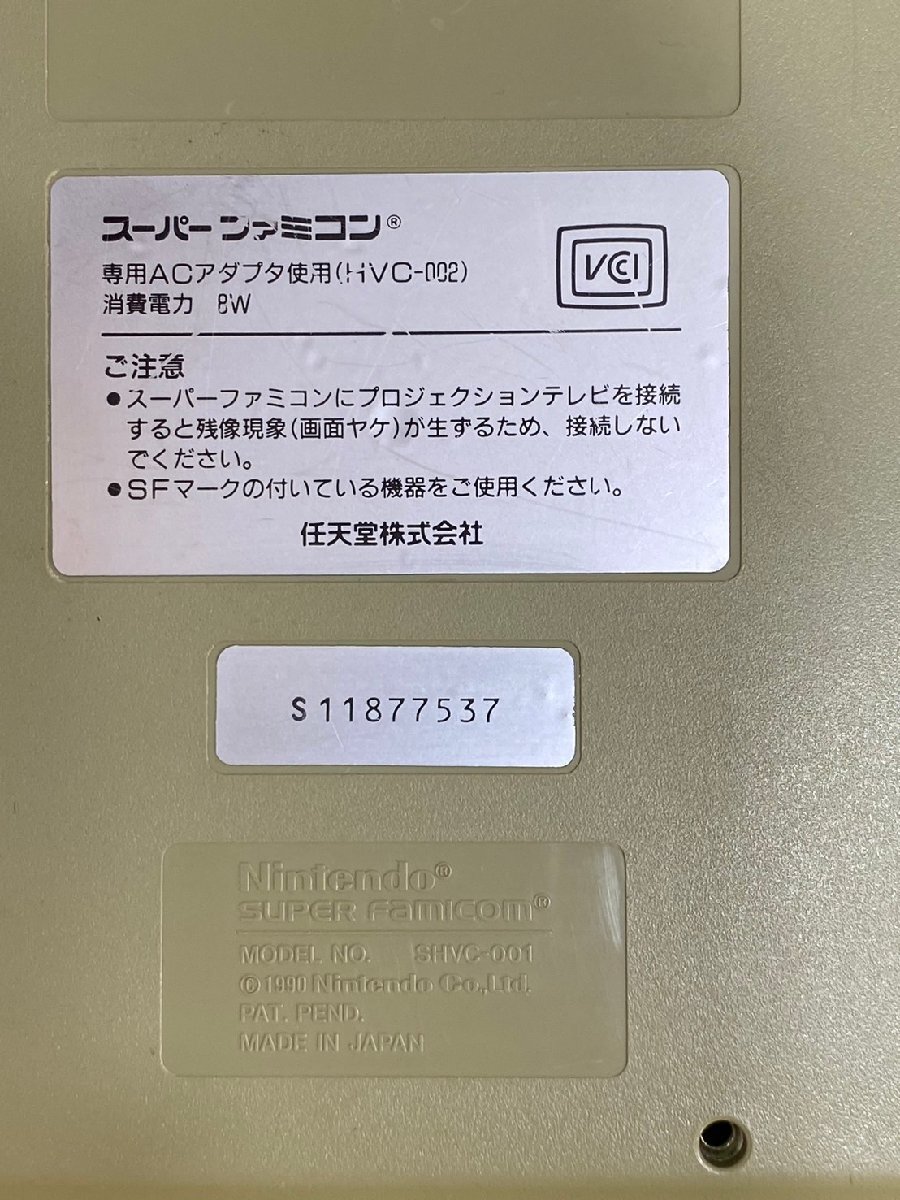 スーパーファミコン®
専用ACアダプタ使用(HVC-002)
消費電力 8W
VCCI
ご注意
●スーパーファミコンにプロジェクションテレビを接続
すると残像現象(画面ヤケ)が生ずるため、接続しない
でください。
●SFマークの付いている機器をご使用ください。
任天堂株式会社
S11877537
Nintendo®
SUPER FAMICOM®
MODEL NO. SHVC-001
©1990 Nintendo Co.,Ltd.
PAT. PEND.
MADE IN JAPAN